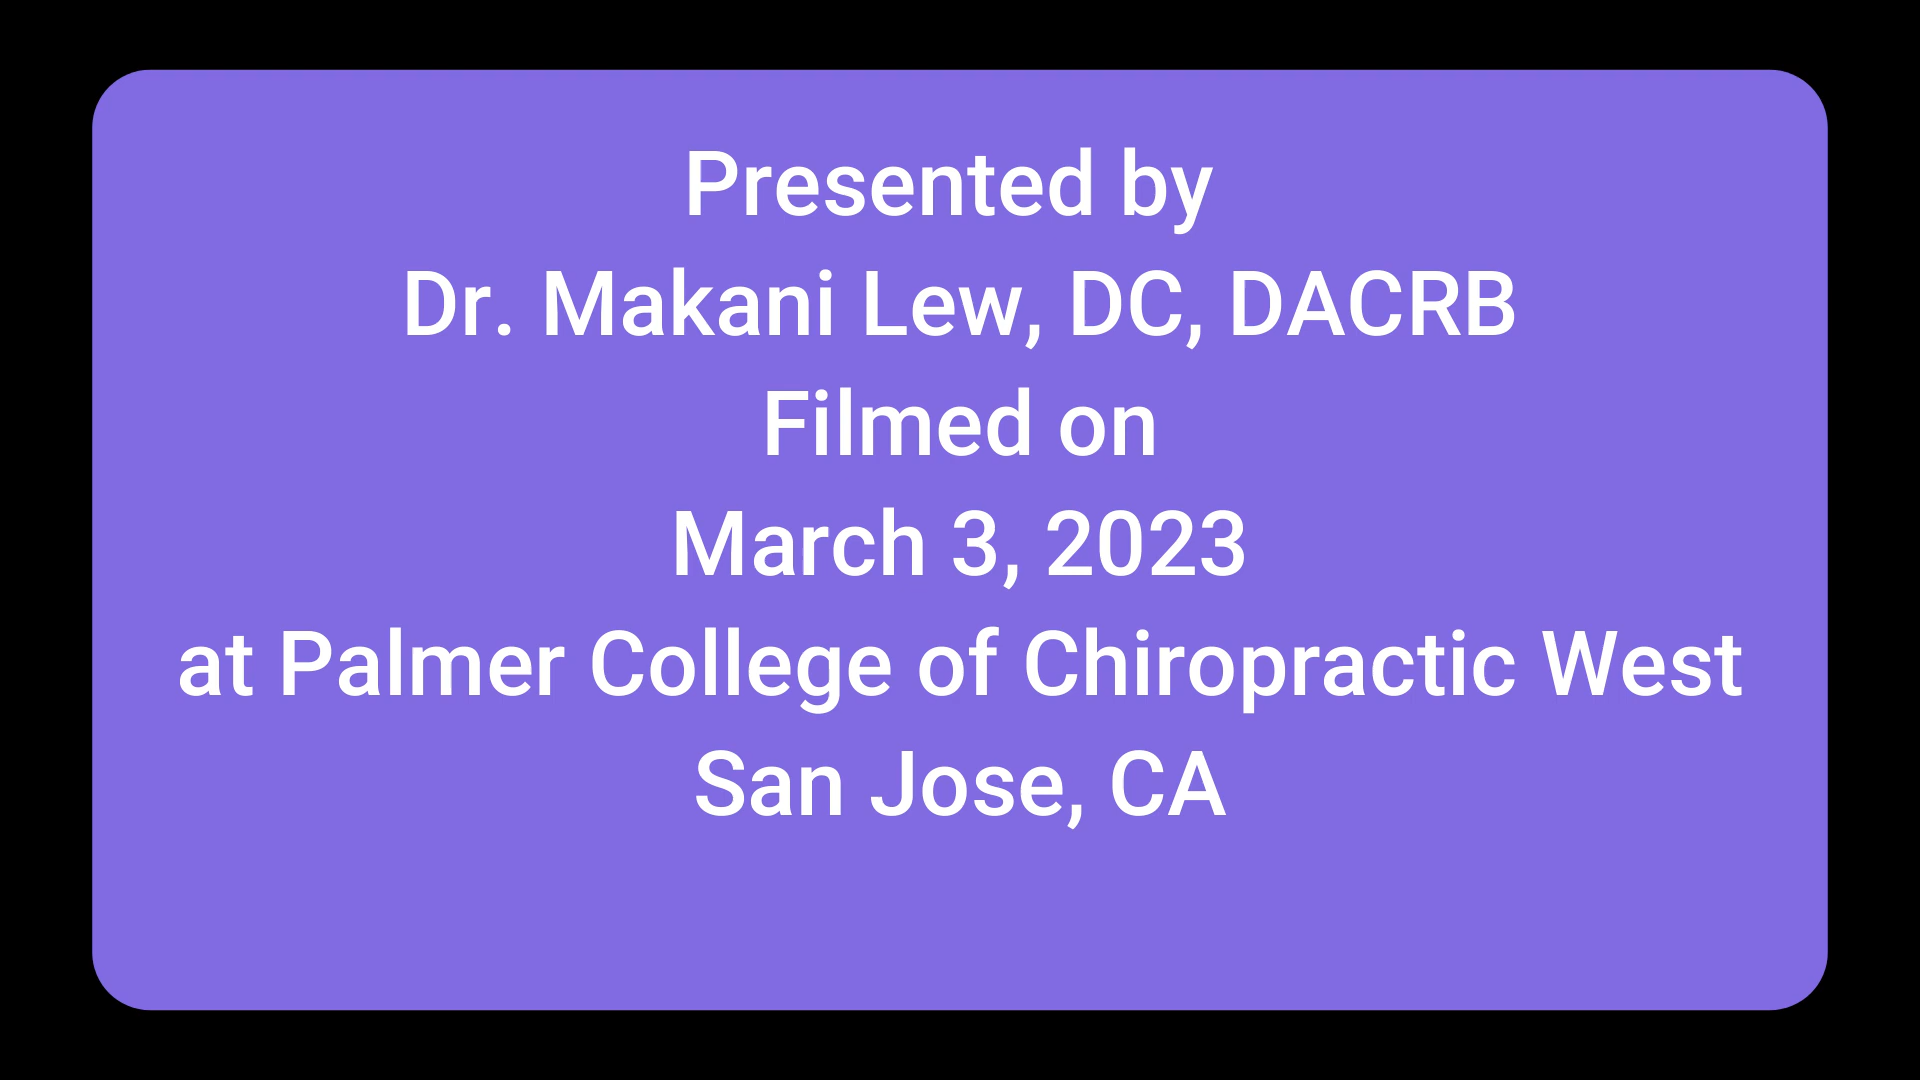 Presented by
Dr. Makani Lew, DC, DACRB
Filmed on
March 3, 2023
at Palmer College of Chiropractic West
San Jose, CA